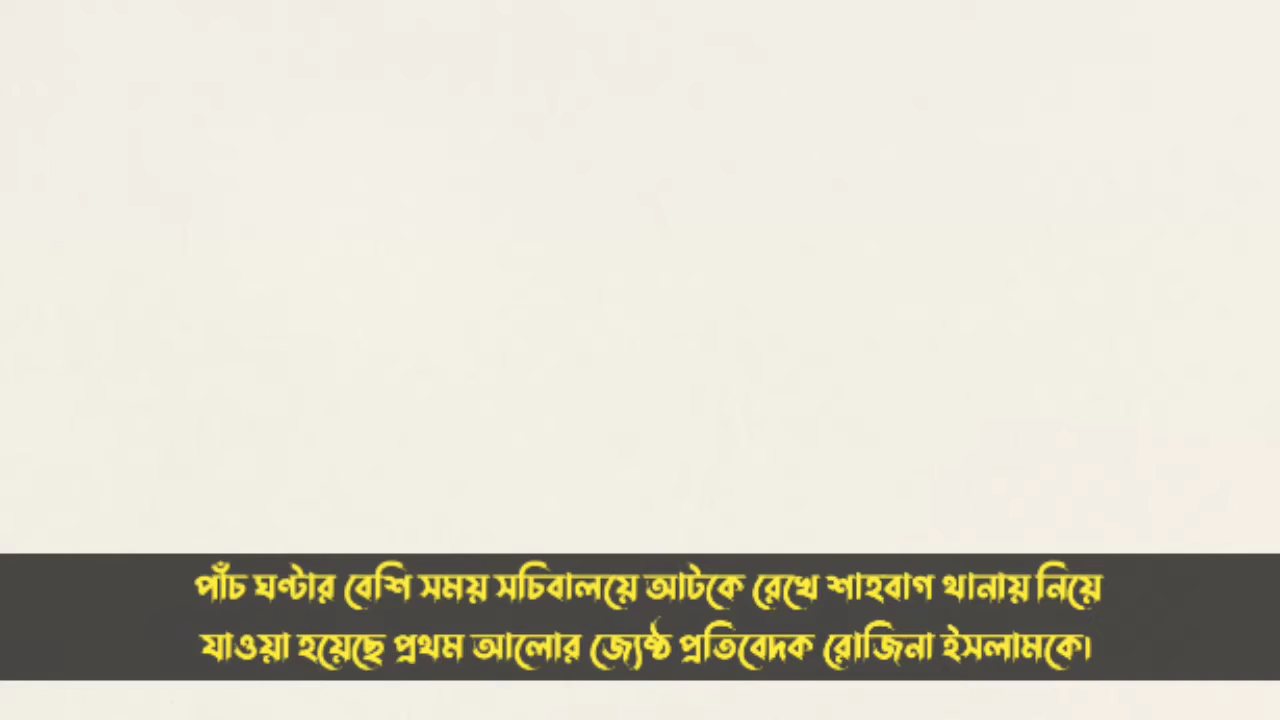 পাঁচ ঘণ্টার বেশি সময় সচিবালয়ে আটকে রেখে শাহবাগ থানায় নিয়ে
যাওয়া হয়েছে প্রথম আলোর জ্যেষ্ঠ প্রতিবেদক রোজিনা ইসলামকে।